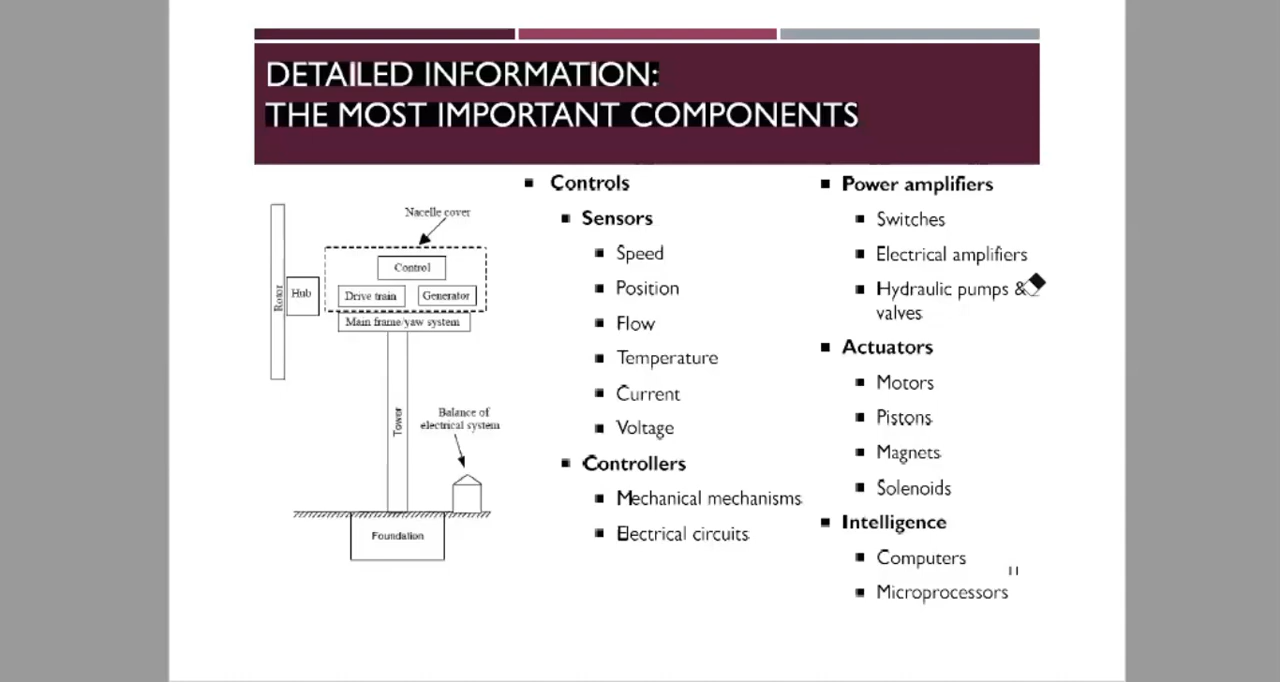 DETAILED INFORMATION:
THE MOST IMPORTANT COMPONENTS
Nacelle cover
Control
Rotor
Hub
Drive train
Generator
Main frame/yaw system
Tower
Balance of
electrical system
Foundation
Controls
Sensors
Speed
Position
Flow
Temperature
Current
Voltage
Controllers
Mechanical mechanisms
Electrical circuits
Power amplifiers
Switches
Electrical amplifiers
Hydraulic pumps &
valves
Actuators
Motors
Pistons
Magnets
Solenoids
Intelligence
Computers
Microprocessors
11